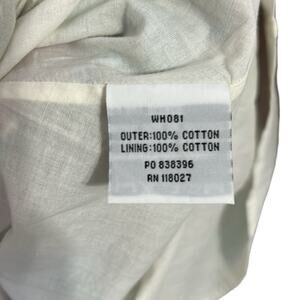 WH081
OUTER:100% COTTON
LINING:100% COTTON
PO 838396
RN 118027